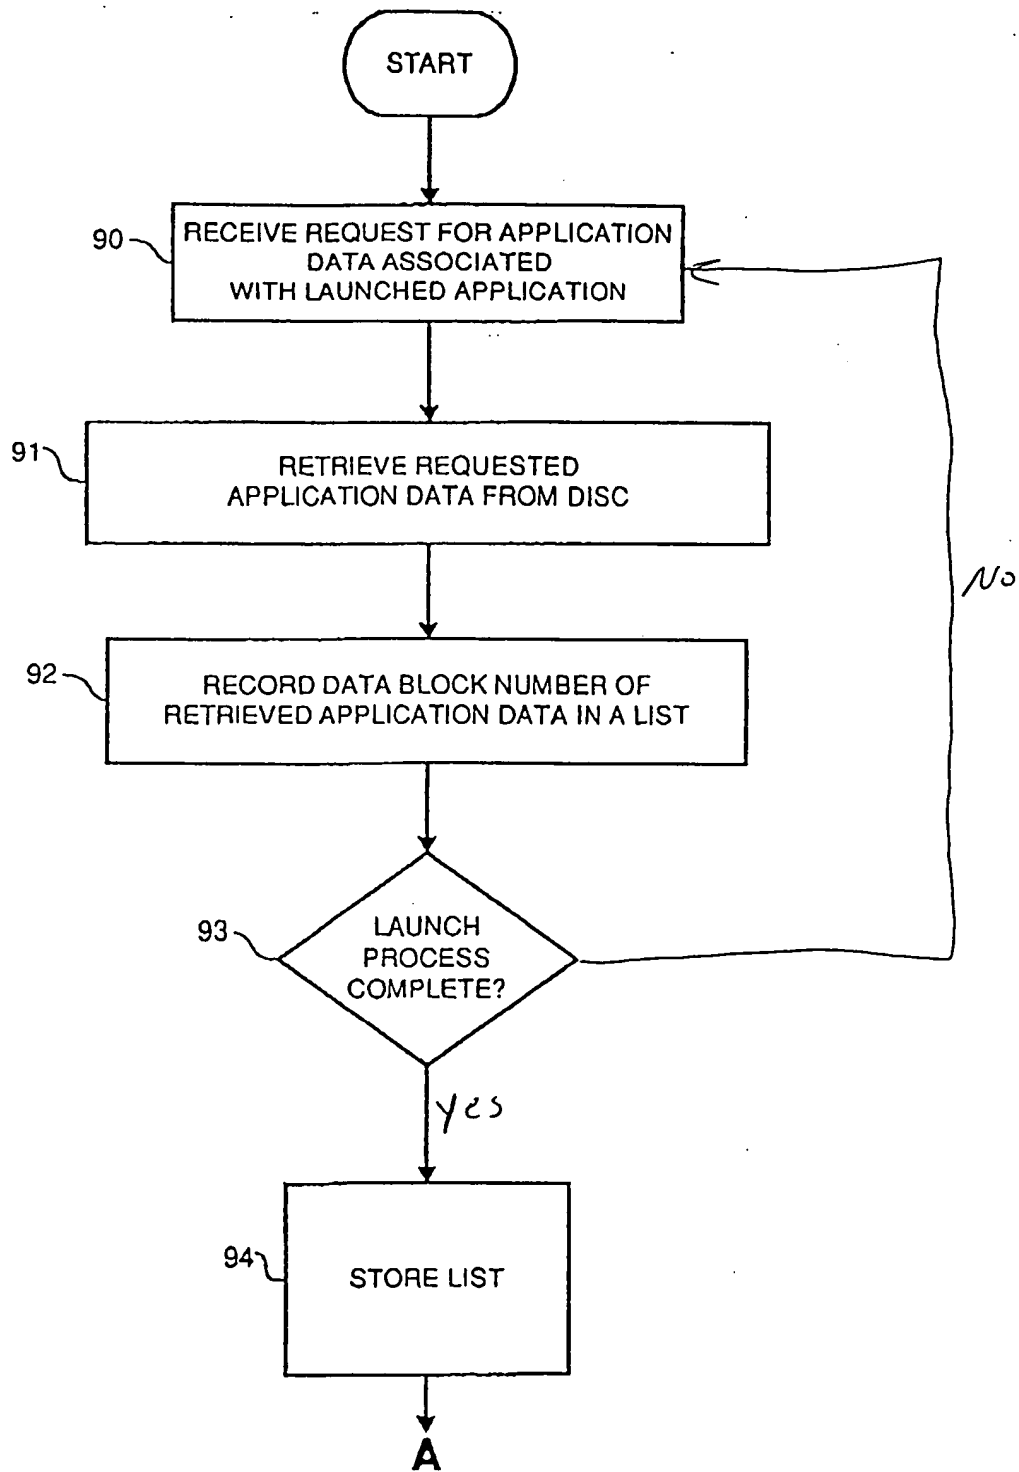 START
90
RECEIVE REQUEST FOR APPLICATION
DATA ASSOCIATED
WITH LAUNCHED APPLICATION
91
RETRIEVE REQUESTED
APPLICATION DATA FROM DISC
No
92
RECORD DATA BLOCK NUMBER OF
RETRIEVED APPLICATION DATA IN A LIST
93
LAUNCH
PROCESS
COMPLETE?
Yes
94
STORE LIST
A